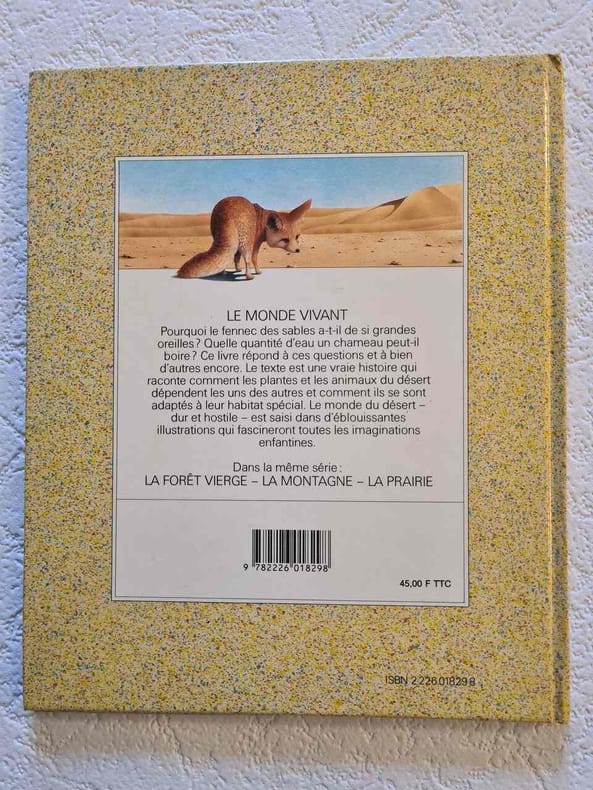 LE MONDE VIVANT
Pourquoi le fennec des sables a-t-il de si grandes
oreilles? Quelle quantité d'eau un chameau peut-il
boire? Ce livre répond à ces questions et à bien
d'autres encore. Le texte est une vraie histoire qui
raconte comment les plantes et les animaux du désert
dépendent les uns des autres et comment ils se sont
adaptés à leur habitat spécial. Le monde du désert –
dur et hostile – est saisi dans d'éblouissantes
illustrations qui fascineront toutes les imaginations
enfantines.
Dans la même série:
LA FORÊT VIERGE – LA MONTAGNE – LA PRAIRIE
9 782226 018298
45,00 F TTC
ISBN 2.226.01829.8